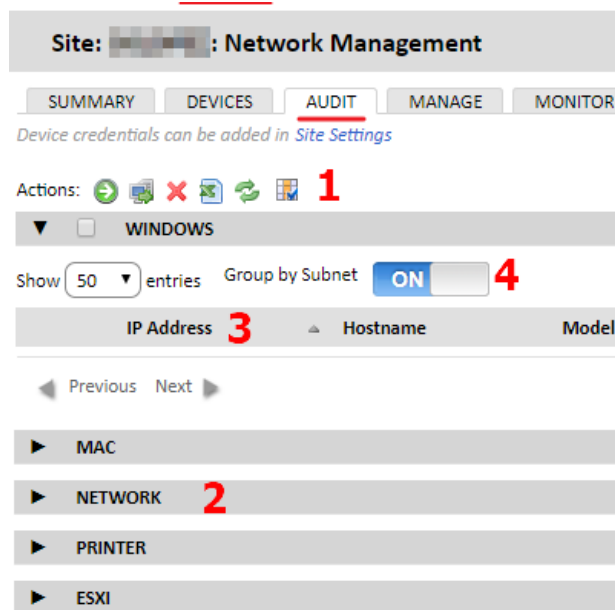 Site: : Network Management
SUMMARY DEVICES AUDIT MANAGE MONITOR
Device credentials can be added in Site Settings
Actions: 1
WINDOWS
Show 50 entries Group by Subnet ON 4
IP Address 3 Hostname Model
Previous Next
MAC
NETWORK 2
PRINTER
ESXI